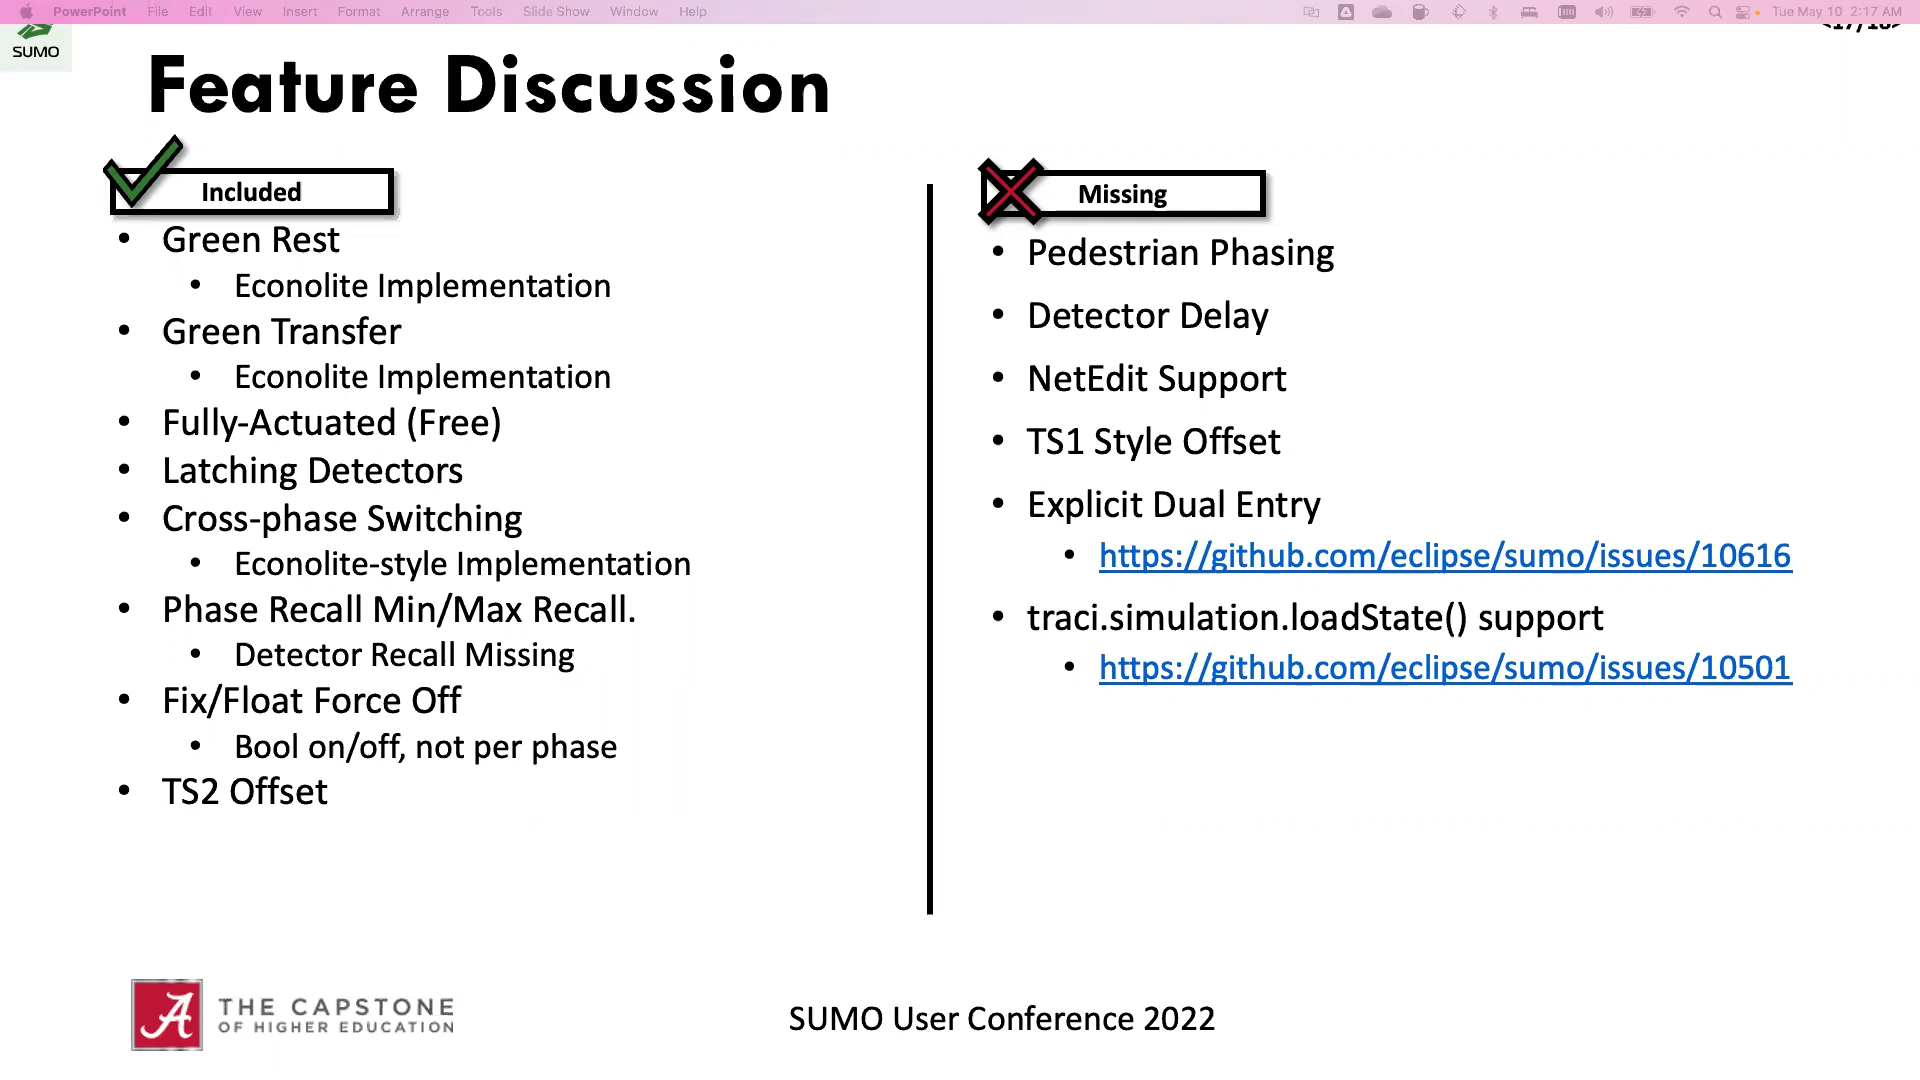 PowerPoint File Edit View Insert Format Arrange Tools Slide Show Window Help Tue May 10 2:17 AM
SUMO
Feature Discussion
Included
• Green Rest
• Econolite Implementation
• Green Transfer
• Econolite Implementation
• Fully-Actuated (Free)
• Latching Detectors
• Cross-phase Switching
• Econolite-style Implementation
• Phase Recall Min/Max Recall.
• Detector Recall Missing
• Fix/Float Force Off
• Bool on/off, not per phase
• TS2 Offset
Missing
• Pedestrian Phasing
• Detector Delay
• NetEdit Support
• TS1 Style Offset
• Explicit Dual Entry
• https://github.com/eclipse/sumo/issues/10616
• traci.simulation.loadState() support
• https://github.com/eclipse/sumo/issues/10501
A THE CAPSTONE
OF HIGHER EDUCATION
SUMO User Conference 2022